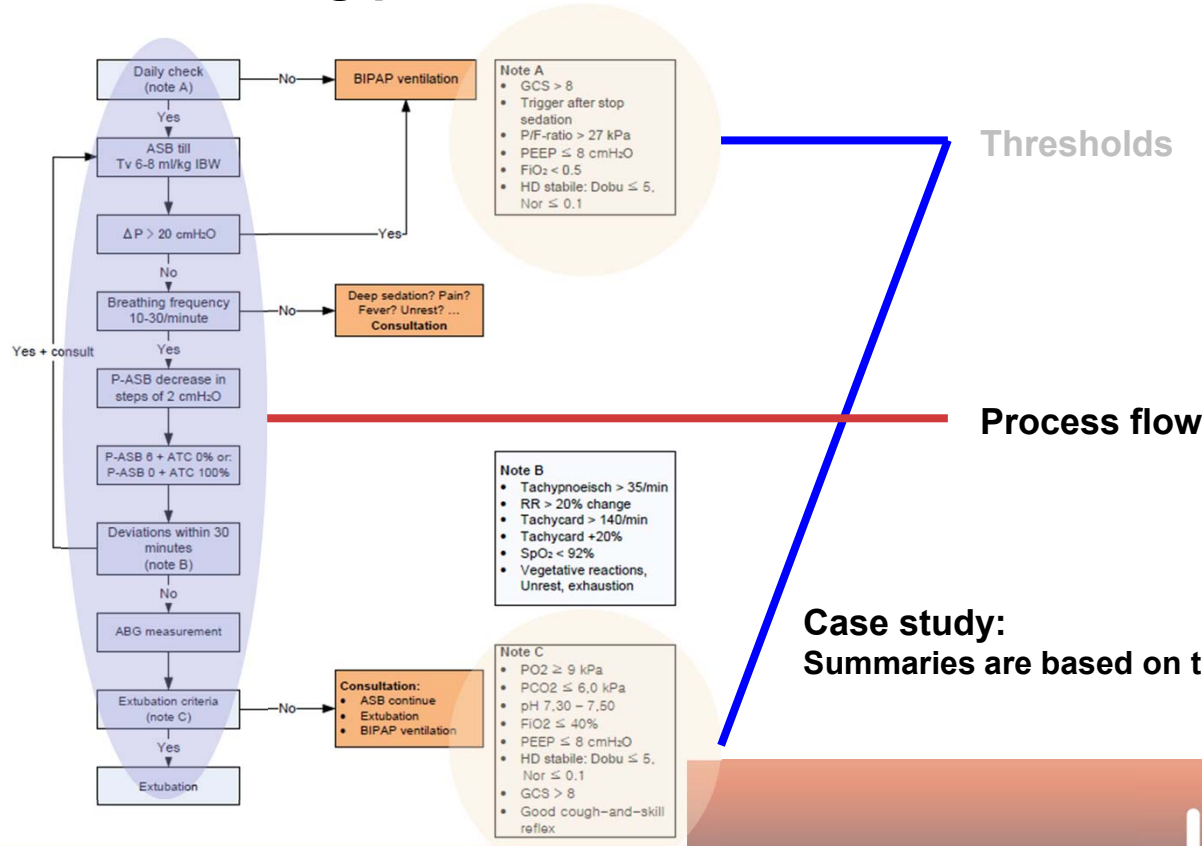 Daily check
(note A)
No
BIPAP ventilation
Yes
ASB till
Tv 6-8 ml/kg IBW
ΔP > 20 cmH₂O
Yes
No
Breathing frequency
10-30/minute
No
Deep sedation? Pain?
Fever? Unrest? ...
Consultation
Yes + consult
Yes
P-ASB decrease in
steps of 2 cmH₂O
P-ASB 6 + ATC 0% or:
P-ASB 0 + ATC 100%
Deviations within 30
minutes
(note B)
No
ABG measurement
Extubation criteria
(note C)
No
Consultation:
• ASB continue
• Extubation
• BIPAP ventilation
Yes
Extubation
Note A
• GCS > 8
• Trigger after stop
sedation
• P/F-ratio > 27 kPa
• PEEP ≤ 8 cmH₂O
• FiO₂ < 0.5
• HD stabile: Dobu ≤ 5,
Nor ≤ 0.1
Note B
• Tachypnoeisch > 35/min
• RR > 20% change
• Tachycard > 140/min
• Tachycard +20%
• SpO₂ < 92%
• Vegetative reactions,
Unrest, exhaustion
Note C
• PO2 ≥ 9 kPa
• PCO2 ≤ 6,0 kPa
• pH 7,30 – 7,50
• FiO2 ≤ 40%
• PEEP ≤ 8 cmH₂O
• HD stabile: Dobu ≤ 5,
Nor ≤ 0.1
• GCS > 8
• Good cough-and-skill
reflex
Thresholds
Process flow
Case study:
Summaries are based on t